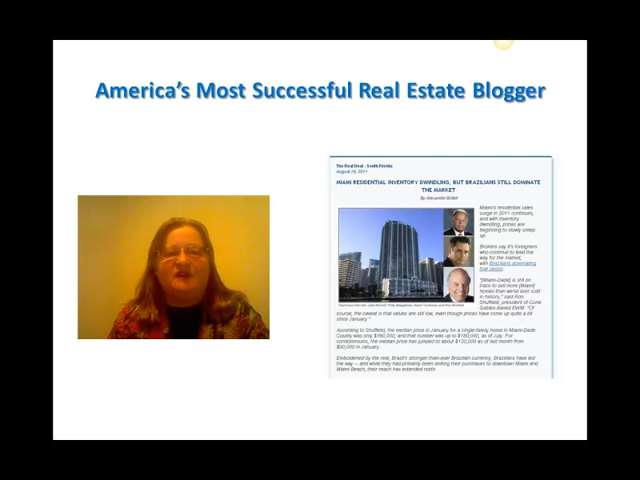 America's Most Successful Real Estate Blogger
The Real Deal - South Florida
August 18, 2011
MIAMI RESIDENTIAL INVENTORY DWINDLING, BUT BRAZILIANS STILL DOMINATE
THE MARKET
By Alexander Britell
Miami's residential sales
surge in 2011 continues,
and with inventory
dwindling, prices are
beginning to slowly creep
up.
Brokers say it's foreigners
who continue to lead the
way for the market,
with Brazilians dominating
that sector.
"[Miami-Dade] is still on
track to sell more [Miami]
homes than we've ever sold
in history," said Ron
Shuffield, president of Coral
Gables-based EWM. "Of
course, the caveat is that values are still low, even though prices have come up quite a bit
since January."
According to Shuffield, the median price in January for a single-family home in Miami-Dade
County was only $160,000, and that number was up to $180,000, as of July. For
condominiums, the median price has jumped to about $132,000 as of last month from
$90,000 in January.
Emboldened by the real, Brazil's stronger-than-ever Brazilian currency, Brazilians have led
the way -- and while they had primarily been limiting their purchases to downtown Miami and
Miami Beach, their reach has extended north.